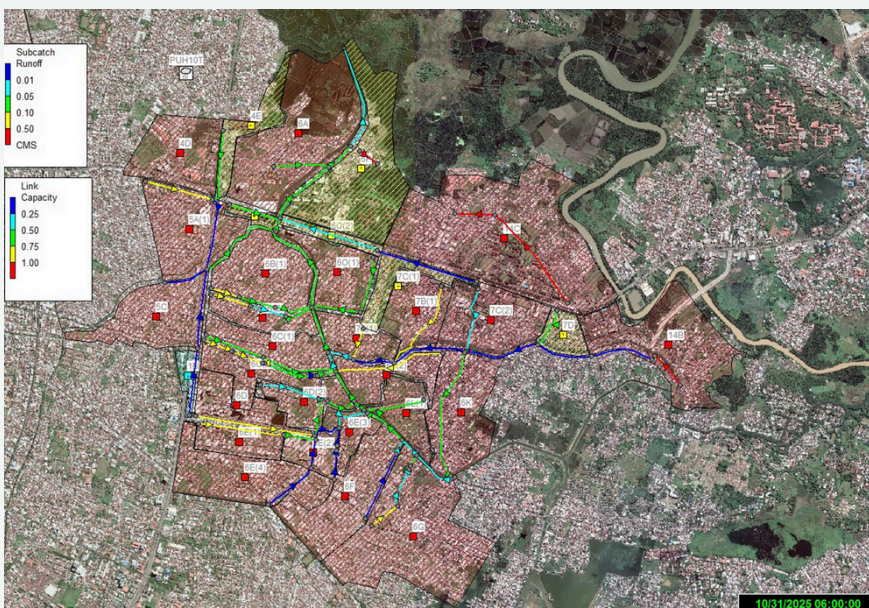 Subcatch
Runoff
0.01
0.05
0.10
0.50
CMS
Link
Capacity
0.25
0.50
0.75
1.00
PUH10T
4E
6A
4D
5A(1)
6B(1)
6O(1)
7C(1)
7B(1)
7C(2)
7D
14B
5C
6C(1)
6D
6E(3)
6K
6E(4)
6F
6G
10/31/2025 06:00:00